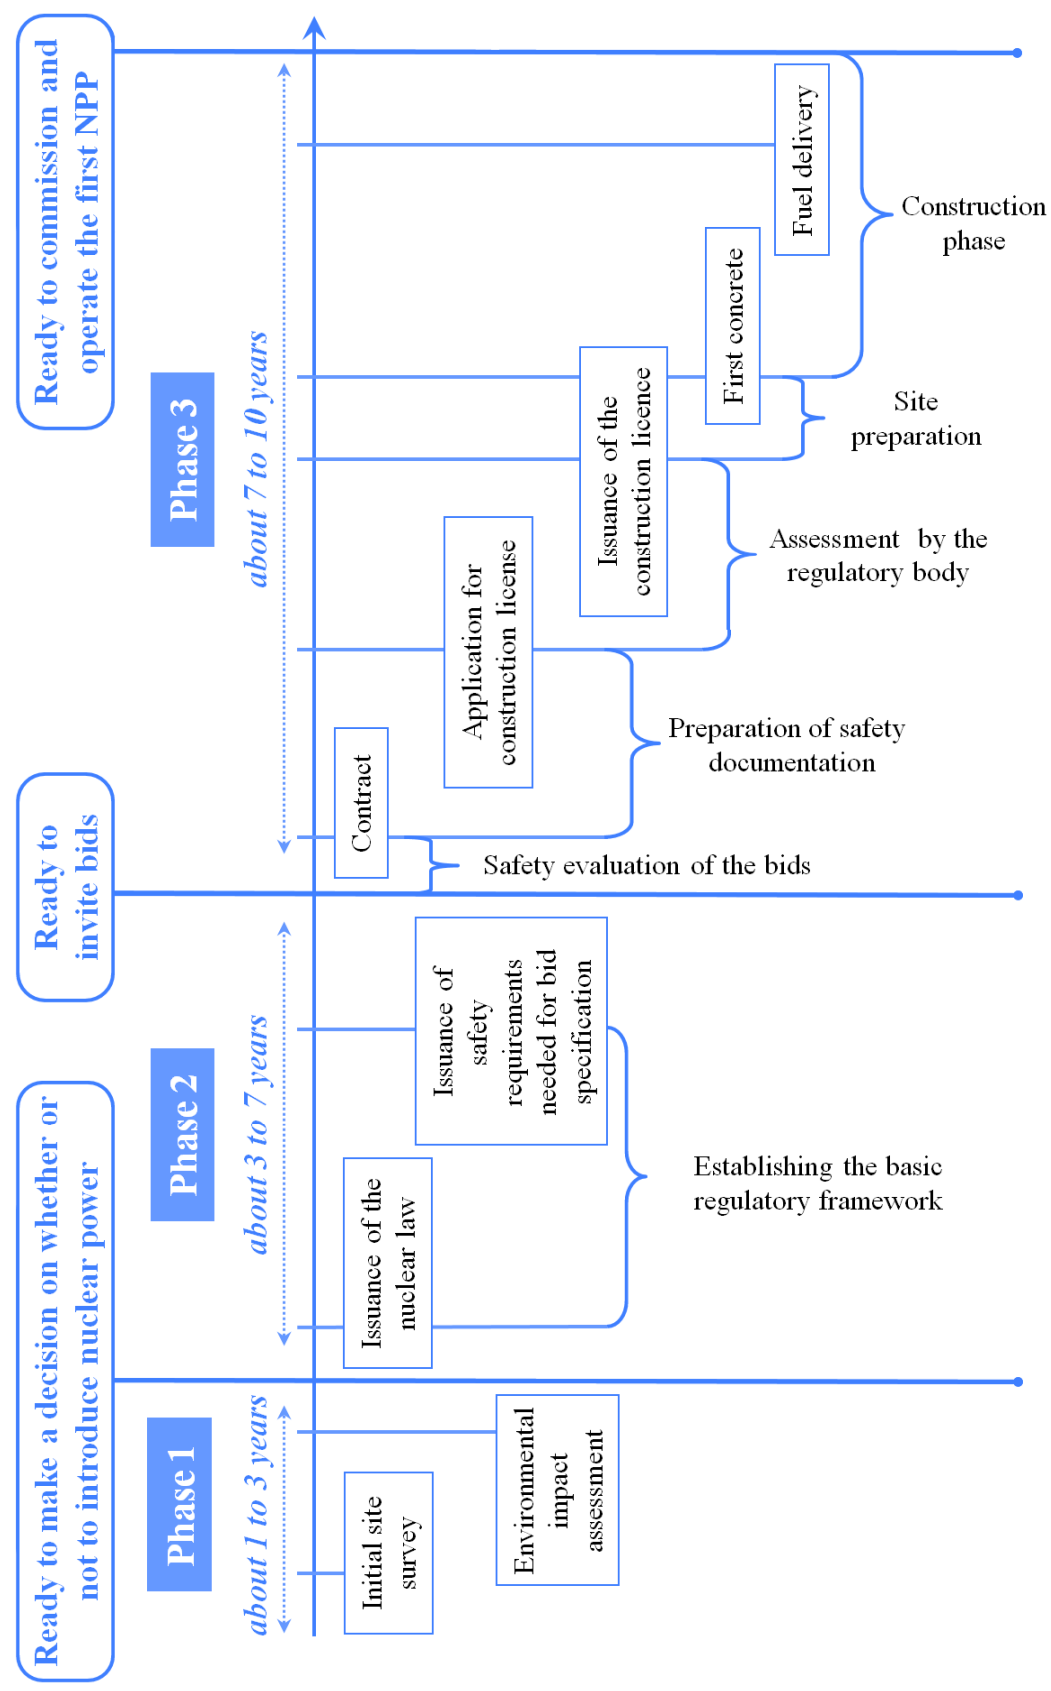 Ready to make a decision on whether or
not to introduce nuclear power
Ready to
invite bids
Ready to commission and
operate the first NPP
Phase 1
Phase 2
Phase 3
about 1 to 3 years
about 3 to 7 years
about 7 to 10 years
Initial site
survey
Environmental
impact
assessment
Issuance of the
nuclear law
Issuance of
safety
requirements
needed for bid
specification
Establishing the basic
regulatory framework
Contract
Safety evaluation of the bids
Application for
construction license
Preparation of safety
documentation
Issuance of the
construction licence
Assessment by the
regulatory body
First concrete
Site
preparation
Fuel delivery
Construction
phase